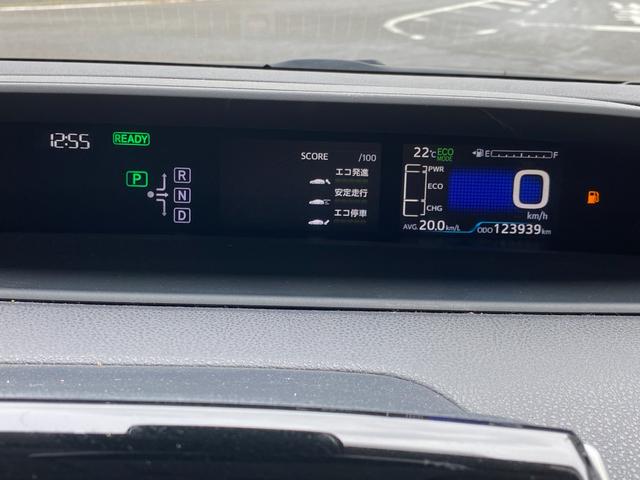 12:55
READY
P
R
N
D
SCORE /100
エコ発進
安定走行
エコ停車
22℃ ECO MODE
E F
PWR
ECO
CHG
0
km/h
AVG. 20.0 km/L
ODO 123939 km